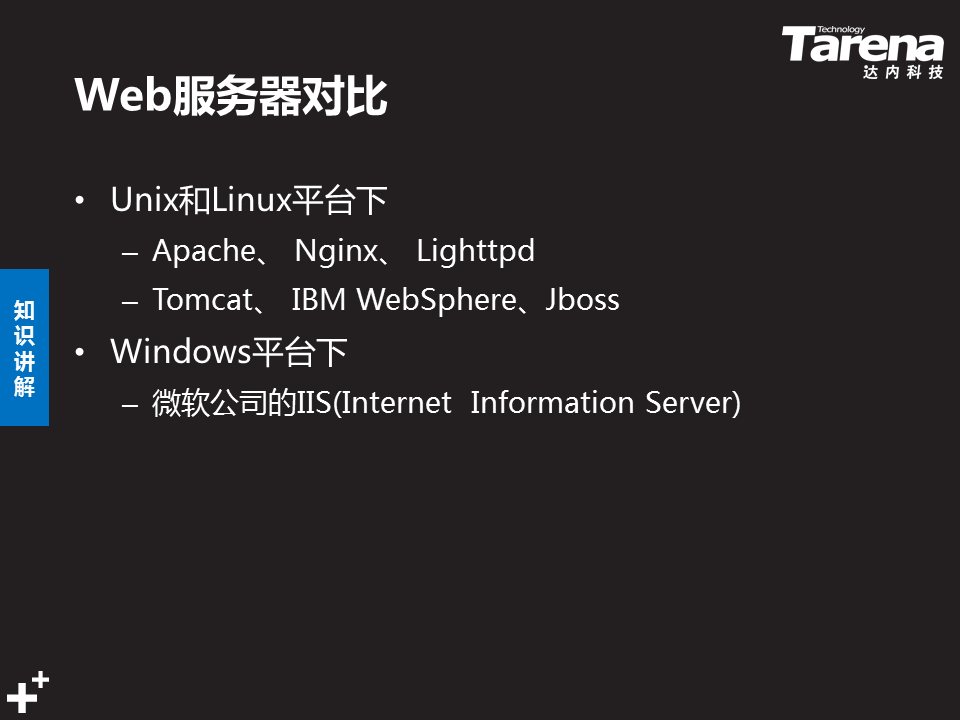 Technology
Tarena
达内科技
Web服务器对比
• Unix和Linux平台下
– Apache、 Nginx、 Lighttpd
– Tomcat、 IBM WebSphere、Jboss
知识讲解
• Windows平台下
– 微软公司的IIS(Internet  Information Server)